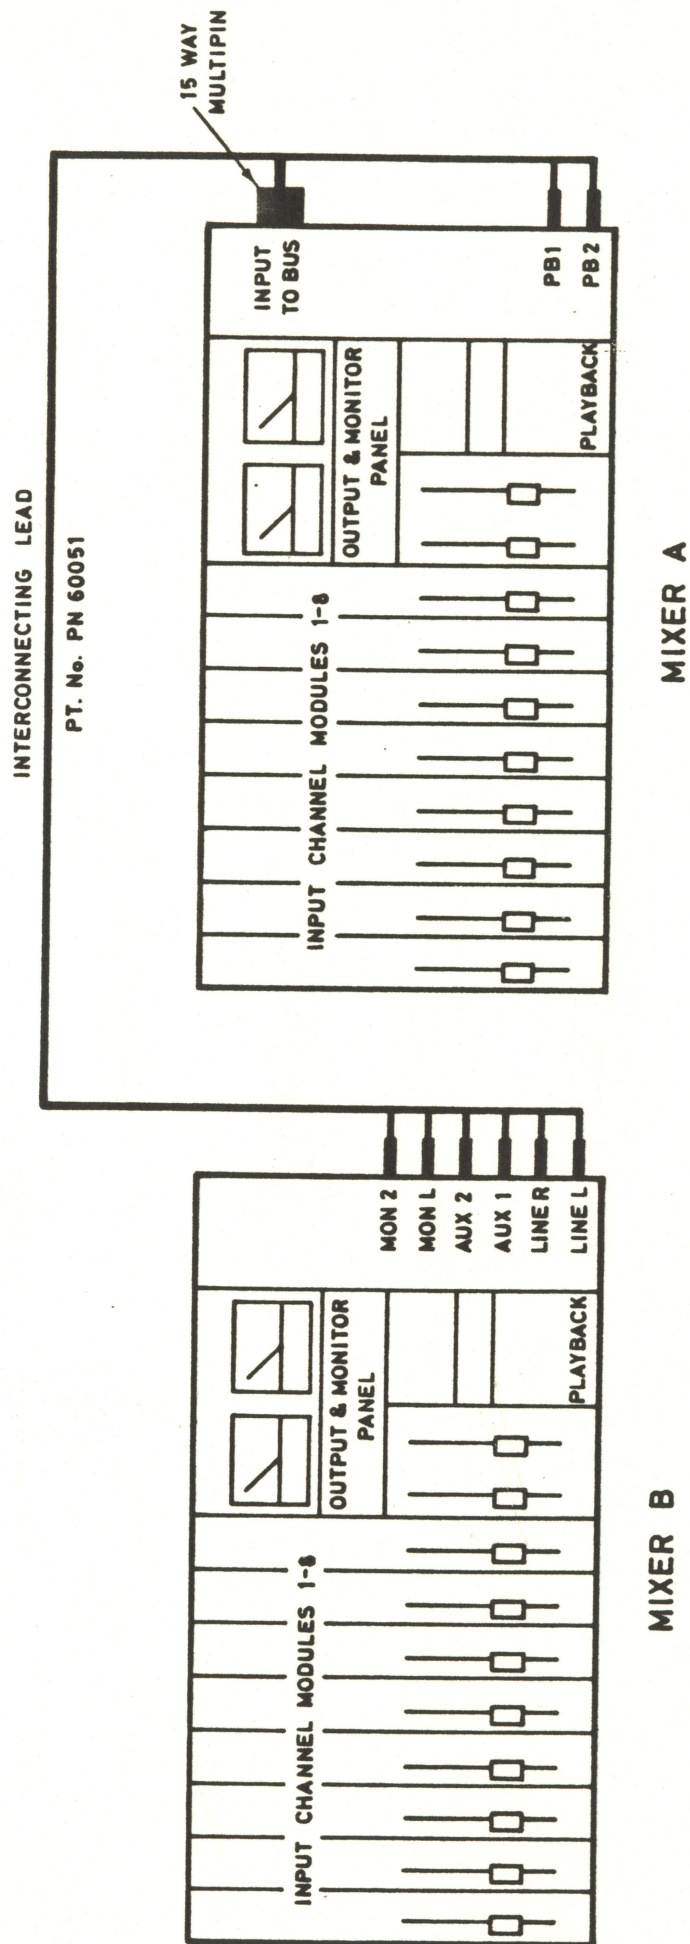 INTERCONNECTING LEAD
PT. No. PN 60051
15 WAY
MULTIPIN
INPUT CHANNEL MODULES 1-8
OUTPUT & MONITOR
PANEL
PLAYBACK
MON 2
MON L
AUX 2
AUX 1
LINE R
LINE L
MIXER B
INPUT CHANNEL MODULES 1-8
OUTPUT & MONITOR
PANEL
PLAYBACK
INPUT
TO BUS
PB1
PB2
MIXER A